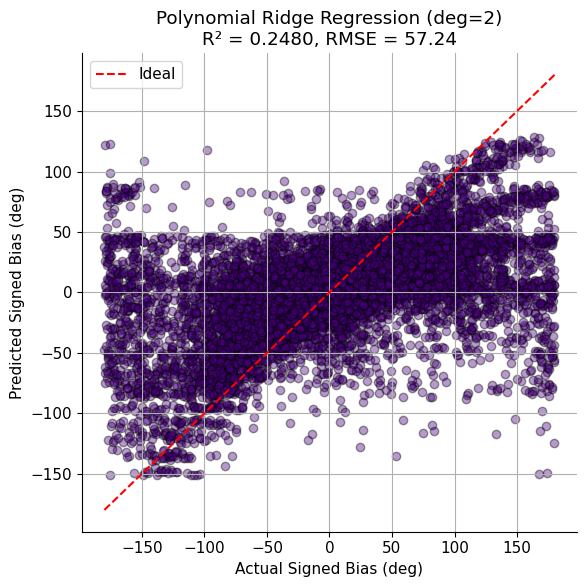 Polynomial Ridge Regression (deg=2)
R² = 0.2480, RMSE = 57.24
Ideal
Predicted Signed Bias (deg)
150
100
50
0
−50
−100
−150
−150
−100
−50
0
50
100
150
Actual Signed Bias (deg)